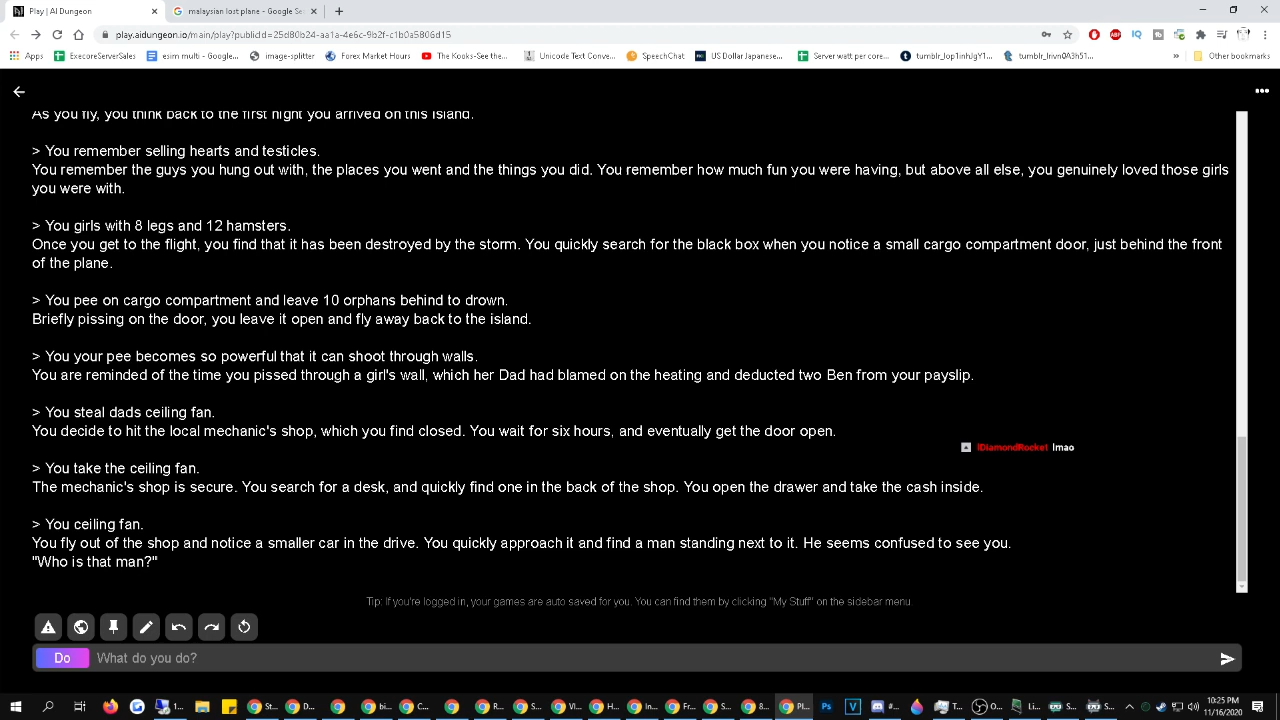 Play | AI Dungeon
malaysian lost plane - Google Se
play.aidungeon.io/main/play?publicId=25d80b24-aa1a-4e6c-9b2f-c1b0a5806d15
Apps ExecoreServerSales esim multi - Google... image-splitter Forex Market Hours The Kooks-See the... Unicode Text Conve... SpeechChat US Dollar Japanese... Server watt per core... Other bookmarks
As you fly, you think back to the first night you arrived on this island.
> You remember selling hearts and testicles.
You remember the guys you hung out with, the places you went and the things you did. You remember how much fun you were having, but above all else, you genuinely loved those girls
you were with.
> You girls with 8 legs and 12 hamsters.
Once you get to the flight, you find that it has been destroyed by the storm. You quickly search for the black box when you notice a small cargo compartment door, just behind the front
of the plane.
> You pee on cargo compartment and leave 10 orphans behind to drown.
Briefly pissing on the door, you leave it open and fly away back to the island.
> You your pee becomes so powerful that it can shoot through walls.
You are reminded of the time you pissed through a girl's wall, which her Dad had blamed on the heating and deducted two Ben from your payslip.
> You steal dads ceiling fan.
You decide to hit the local mechanic's shop, which you find closed. You wait for six hours, and eventually get the door open.
lDiamondRocket lmao
> You take the ceiling fan.
The mechanic's shop is secure. You search for a desk, and quickly find one in the back of the shop. You open the drawer and take the cash inside.
> You ceiling fan.
You fly out of the shop and notice a smaller car in the drive. You quickly approach it and find a man standing next to it. He seems confused to see you.
"Who is that man?"
Tip: If you're logged in, your games are auto saved for you. You can find them by clicking "My Stuff" on the sidebar menu.
Do What do you do?
1... St... D... bi... C... R... S... Vi... H... In... Fr... S... 8... Pl... #... T... O... Li... S... S...
10:25 PM
11/16/2020